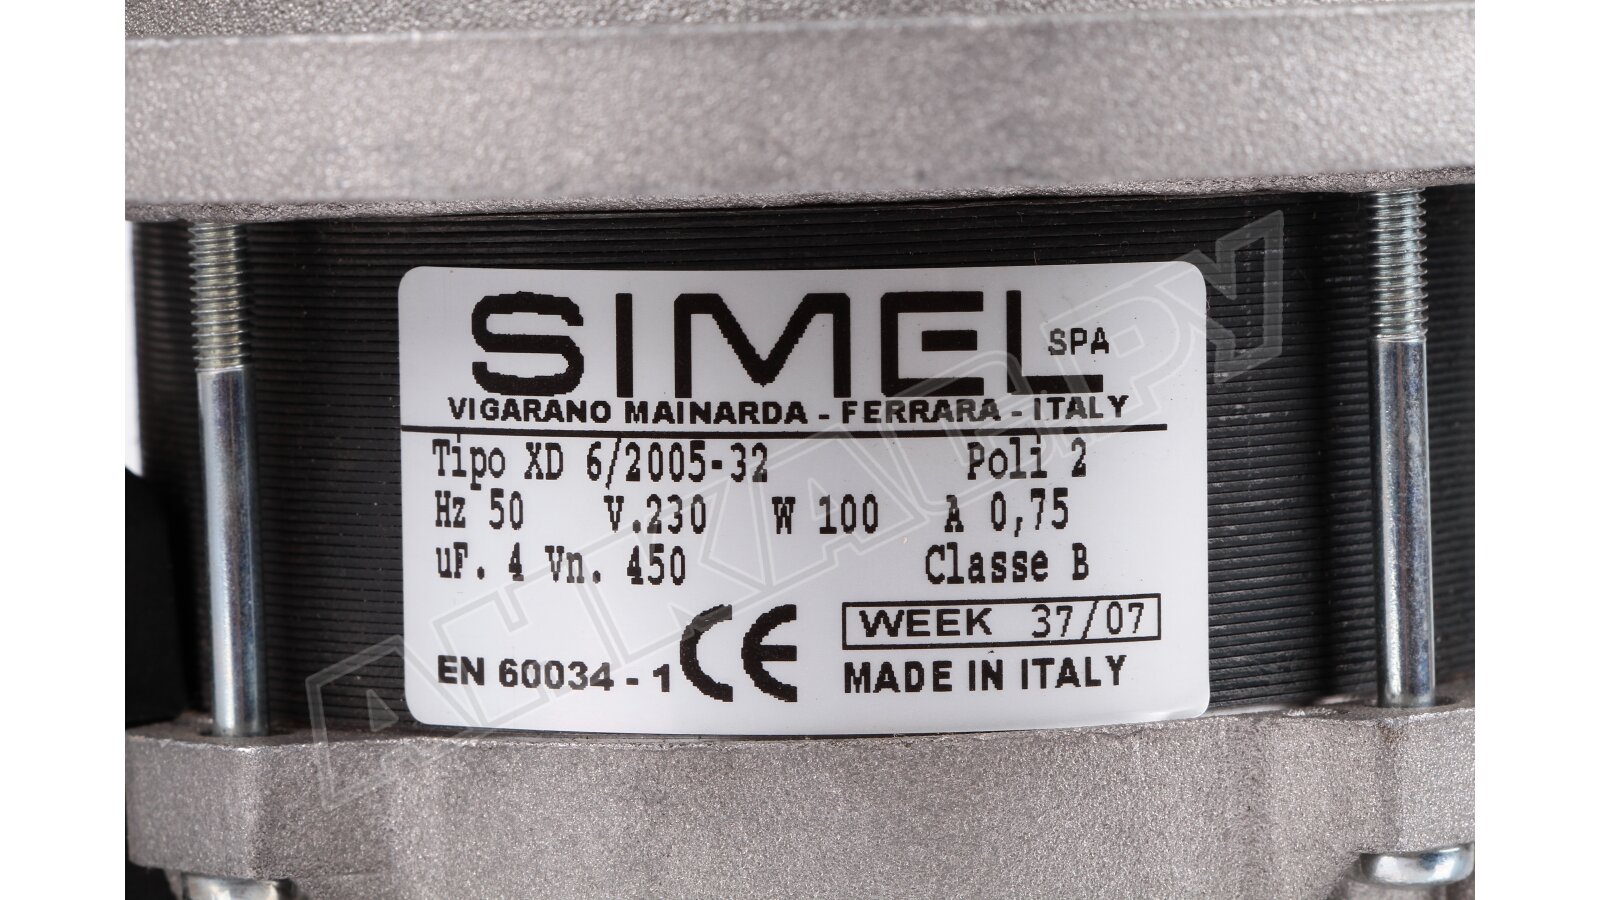 SIMEL SPA
VIGARANO MAINARDA - FERRARA - ITALY
Tipo XD 6/2005-32 Poli 2
Hz 50 V.230 W 100 A 0,75
uF. 4 Vn. 450 Classe B
EN 60034 - 1 CE WEEK 37/07
MADE IN ITALY